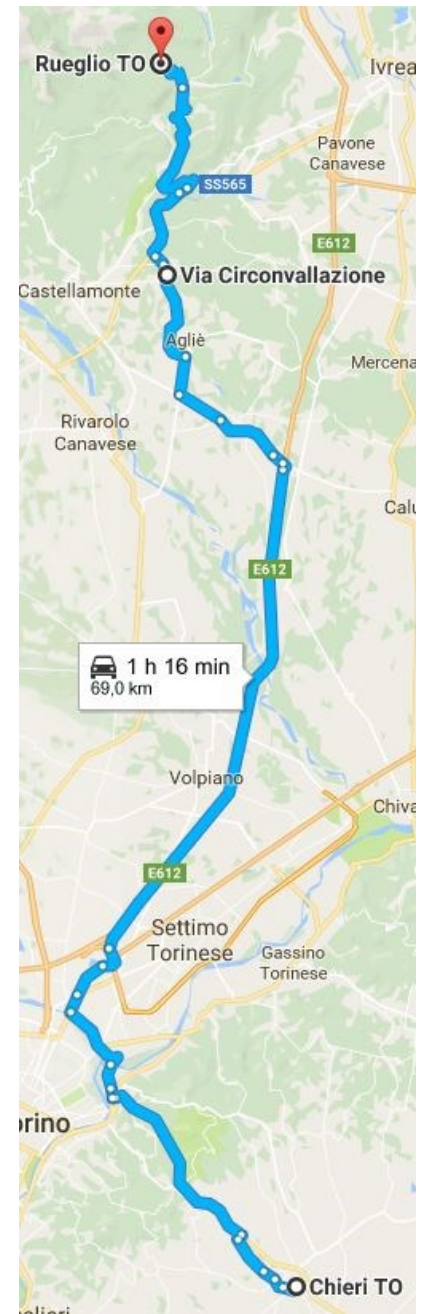 Rueglio TO
Ivrea
Pavone
Canavese
SS565
E612
Via Circonvallazione
Castellamonte
Agliè
Mercena
Rivarolo
Canavese
Calu
E612
1 h 16 min
69,0 km
Volpiano
Chiva
E612
Settimo
Torinese
Gassino
Torinese
orino
Chieri TO